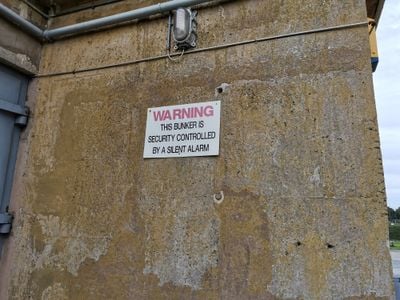 WARNING
THIS BUNKER IS
SECURITY CONTROLLED
BY A SILENT ALARM